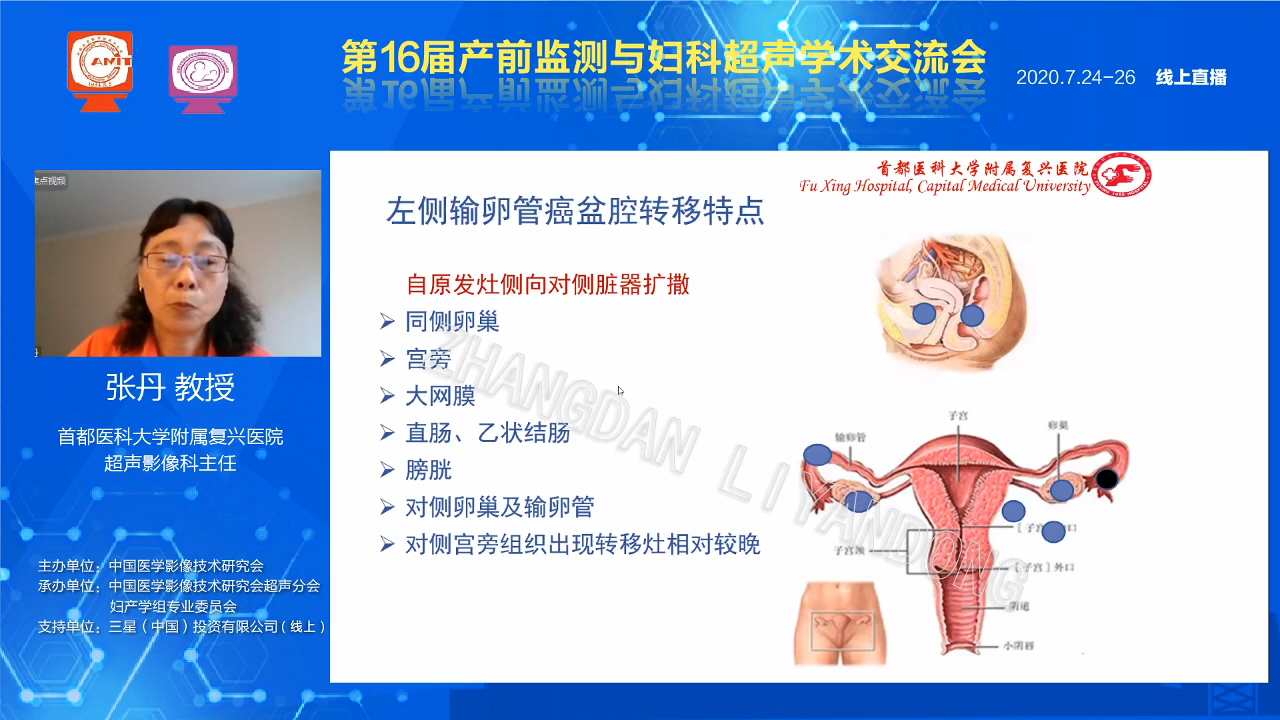 第16届产前监测与妇科超声学术交流会
2020.7.24-26 线上直播
CAMIT
焦点视频
首都医科大学附属复兴医院
Fu Xing Hospital, Capital Medical University
左侧输卵管癌盆腔转移特点
自原发灶侧向对侧脏器扩撒
➢ 同侧卵巢
➢ 宫旁
➢ 大网膜
➢ 直肠、乙状结肠
➢ 膀胱
➢ 对侧卵巢及输卵管
➢ 对侧宫旁组织出现转移灶相对较晚
ZHANGDAN LIYANDONG
子宫
输卵管
卵巢
子宫颈
[子宫]外口
阴道
小阴唇
张丹 教授
首都医科大学附属复兴医院
超声影像科主任
主办单位：中国医学影像技术研究会
承办单位：中国医学影像技术研究会超声分会
妇产学组专业委员会
支持单位：三星（中国）投资有限公司（线上）